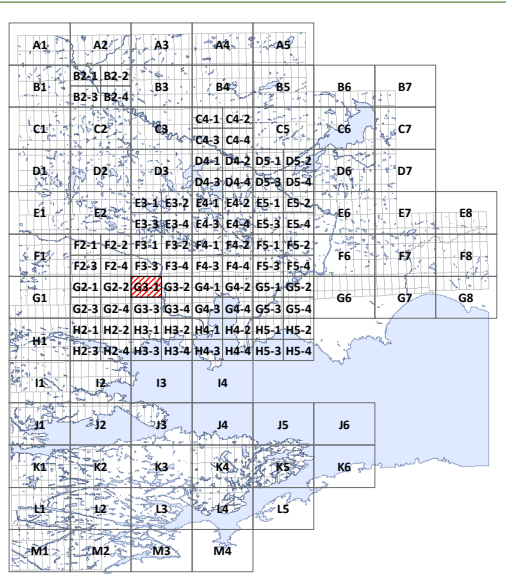 A1 A2 A3 A4 A5
B2-1 B2-2
B1 B3 B4 B5 B6 B7
B2-3 B2-4
C4-1 C4-2
C1 C2 C3 C5 C6 C7
C4-3 C4-4
D4-1 D4-2 D5-1 D5-2
D1 D2 D3 D6 D7
D4-3 D4-4 D5-3 D5-4
E3-1 E3-2 E4-1 E4-2 E5-1 E5-2
E1 E2 E6 E7 E8
E3-3 E3-4 E4-3 E4-4 E5-3 E5-4
F2-1 F2-2 F3-1 F3-2 F4-1 F4-2 F5-1 F5-2
F1 F6 F7 F8
F2-3 F2-4 F3-3 F3-4 F4-3 F4-4 F5-3 F5-4
G2-1 G2-2 G3-1 G3-2 G4-1 G4-2 G5-1 G5-2
G1 G6 G7 G8
G2-3 G2-4 G3-3 G3-4 G4-3 G4-4 G5-3 G5-4
H2-1 H2-2 H3-1 H3-2 H4-1 H4-2 H5-1 H5-2
H1
H2-3 H2-4 H3-3 H3-4 H4-3 H4-4 H5-3 H5-4
I1 I2 I3 I4
J1 J2 J3 J4 J5 J6
K1 K2 K3 K4 K5 K6
L1 L2 L3 L4 L5
M1 M2 M3 M4